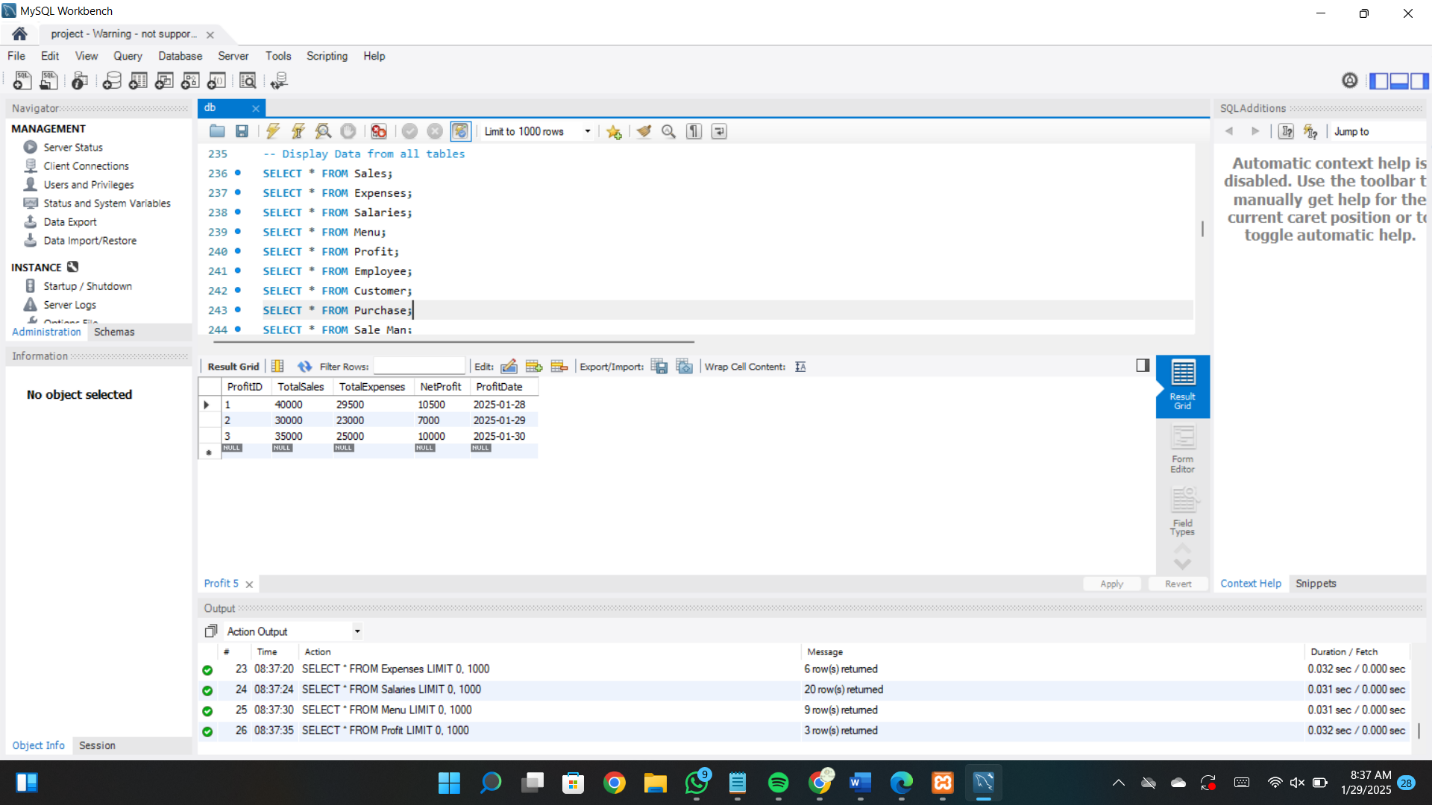 MySQL Workbench
project - Warning - not suppor...
File Edit View Query Database Server Tools Scripting Help
Navigator
MANAGEMENT
Server Status
Client Connections
Users and Privileges
Status and System Variables
Data Export
Data Import/Restore
INSTANCE
Startup / Shutdown
Server Logs
Options File
Administration Schemas
Information
No object selected
Object Info Session
db
Limit to 1000 rows
235 -- Display Data from all tables
236 SELECT * FROM Sales;
237 SELECT * FROM Expenses;
238 SELECT * FROM Salaries;
239 SELECT * FROM Menu;
240 SELECT * FROM Profit;
241 SELECT * FROM Employee;
242 SELECT * FROM Customer;
243 SELECT * FROM Purchase;
244 SELECT * FROM Sale_Man;
Result Grid Filter Rows: Edit: Export/Import: Wrap Cell Content:
ProfitID TotalSales TotalExpenses NetProfit ProfitDate
1 40000 29500 10500 2025-01-28
2 30000 23000 7000 2025-01-29
3 35000 25000 10000 2025-01-30
NULL NULL NULL NULL NULL
Result
Grid
Form
Editor
Field
Types
Profit 5 Apply Revert
SQLAdditions
Jump to
Automatic context help is
disabled. Use the toolbar t
manually get help for the
current caret position or to
toggle automatic help.
Context Help Snippets
Output
Action Output
# Time Action Message Duration / Fetch
23 08:37:20 SELECT * FROM Expenses LIMIT 0, 1000 6 row(s) returned 0.032 sec / 0.000 sec
24 08:37:24 SELECT * FROM Salaries LIMIT 0, 1000 20 row(s) returned 0.031 sec / 0.000 sec
25 08:37:30 SELECT * FROM Menu LIMIT 0, 1000 9 row(s) returned 0.031 sec / 0.000 sec
26 08:37:35 SELECT * FROM Profit LIMIT 0, 1000 3 row(s) returned 0.032 sec / 0.000 sec
9
8:37 AM
1/29/2025
28